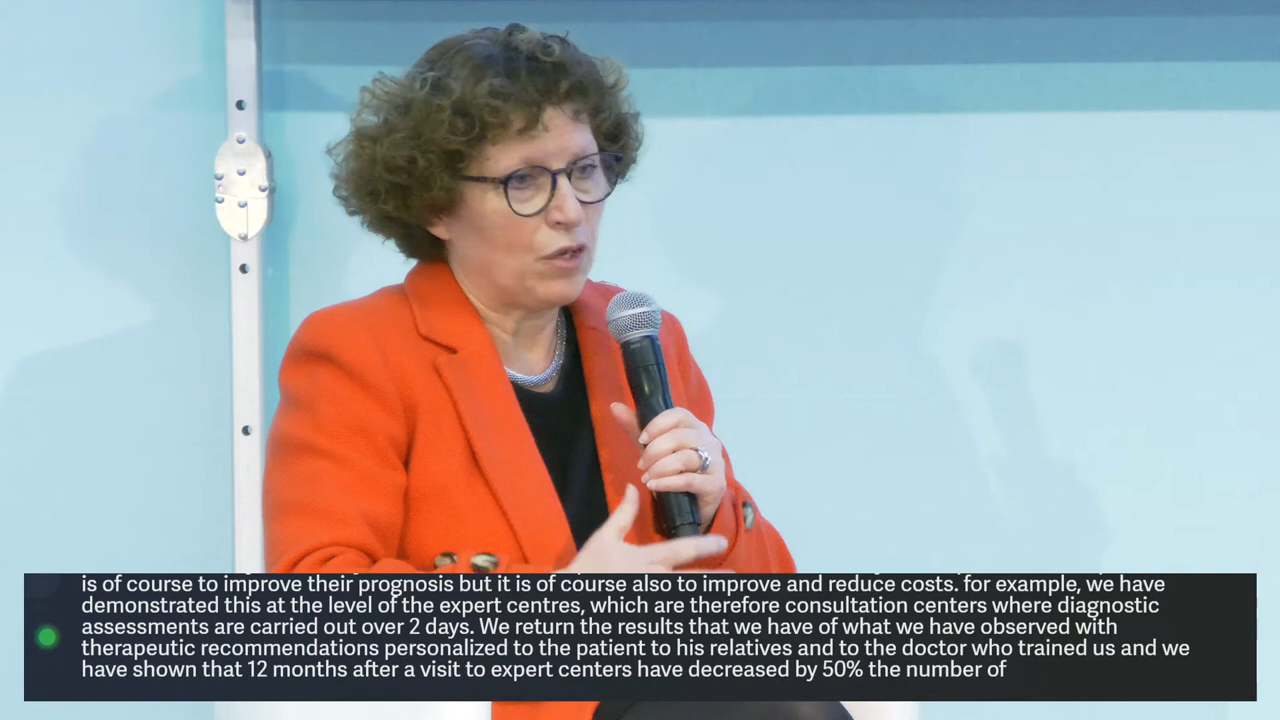 is of course to improve their prognosis but it is of course also to improve and reduce costs. for example, we have
demonstrated this at the level of the expert centres, which are therefore consultation centers where diagnostic
assessments are carried out over 2 days. We return the results that we have of what we have observed with
therapeutic recommendations personalized to the patient to his relatives and to the doctor who trained us and we
have shown that 12 months after a visit to expert centers have decreased by 50% the number of